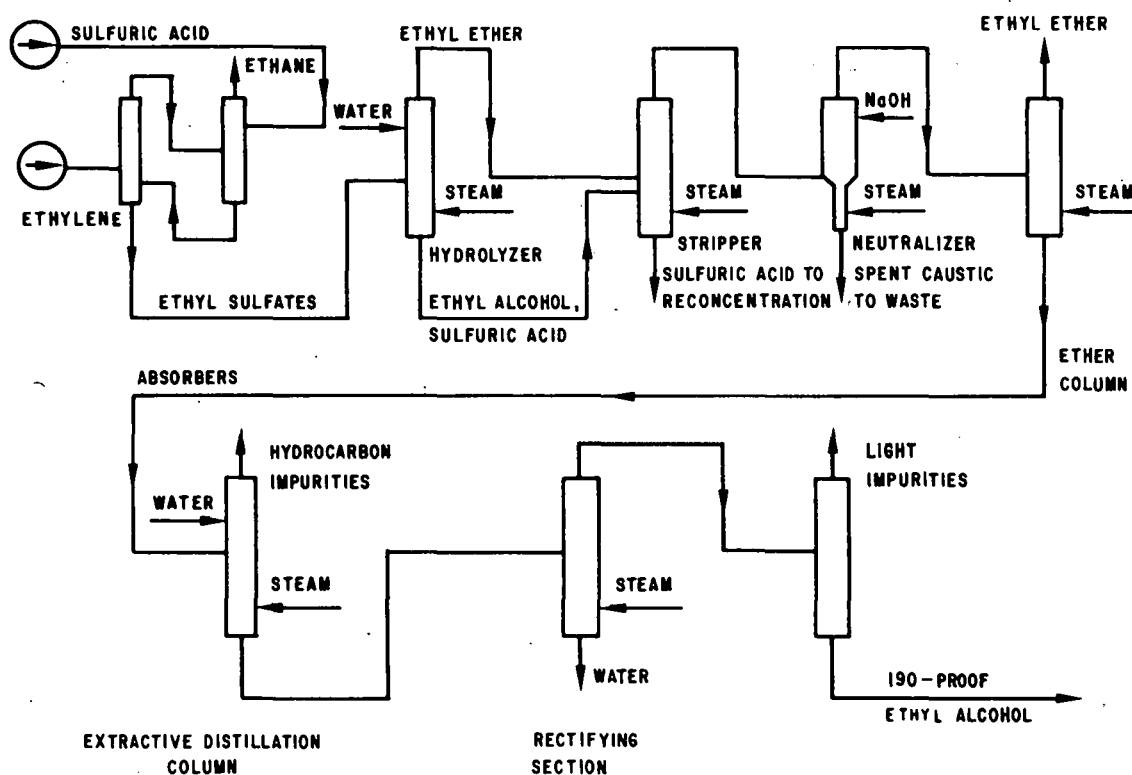 SULFURIC ACID
ETHANE
ETHYLENE
ETHYL SULFATES
ETHYL ETHER
WATER
STEAM
HYDROLYZER
ETHYL ALCOHOL,
SULFURIC ACID
STEAM
STRIPPER
SULFURIC ACID TO
RECONCENTRATION
NaOH
STEAM
NEUTRALIZER
SPENT CAUSTIC
TO WASTE
ETHYL ETHER
STEAM
ETHER
COLUMN
ABSORBERS
HYDROCARBON
IMPURITIES
WATER
STEAM
STEAM
WATER
LIGHT
IMPURITIES
190-PROOF
ETHYL ALCOHOL
EXTRACTIVE DISTILLATION
COLUMN
RECTIFYING
SECTION